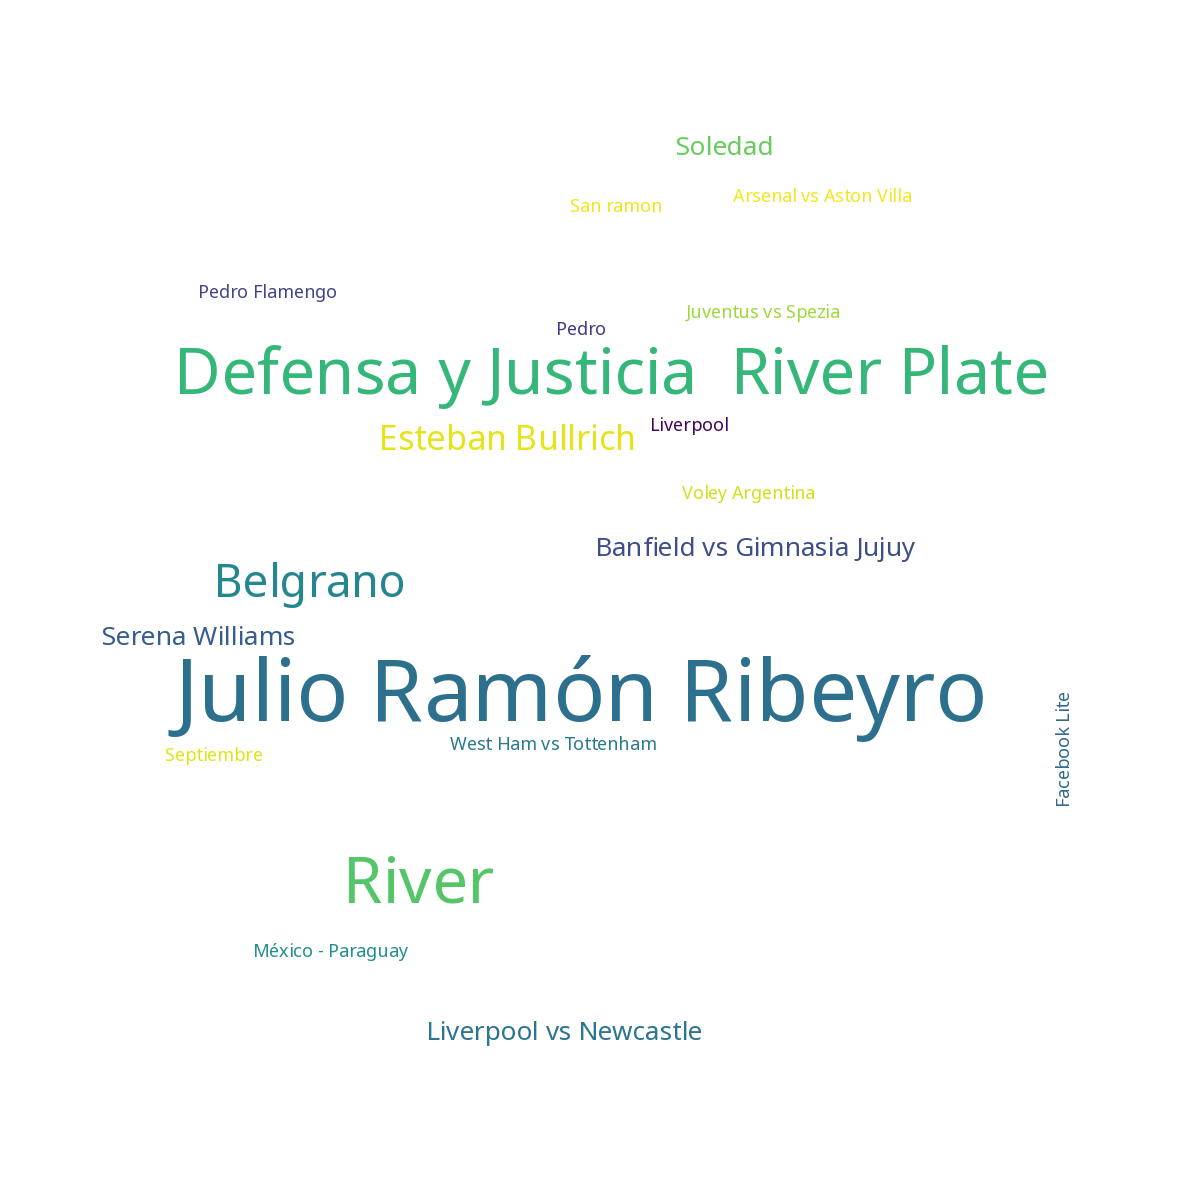 Soledad
San ramon
Arsenal vs Aston Villa
Pedro Flamengo
Juventus vs Spezia
Pedro
Defensa y Justicia  River Plate
Liverpool
Esteban Bullrich
Voley Argentina
Banfield vs Gimnasia Jujuy
Belgrano
Serena Williams
Julio Ramón Ribeyro
West Ham vs Tottenham
Septiembre
Facebook Lite
River
México - Paraguay
Liverpool vs Newcastle